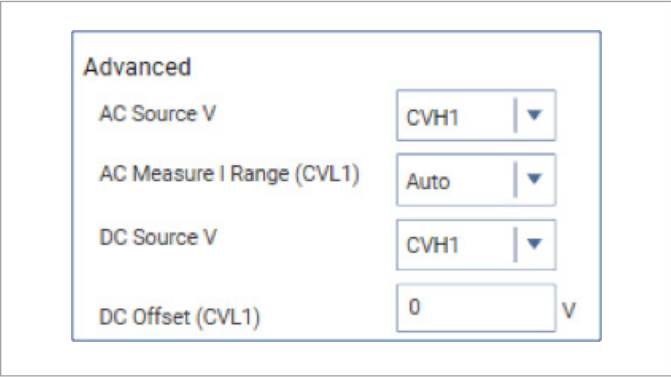 Advanced
AC Source V CVH1
AC Measure I Range (CVL1) Auto
DC Source V CVH1
DC Offset (CVL1) 0 V